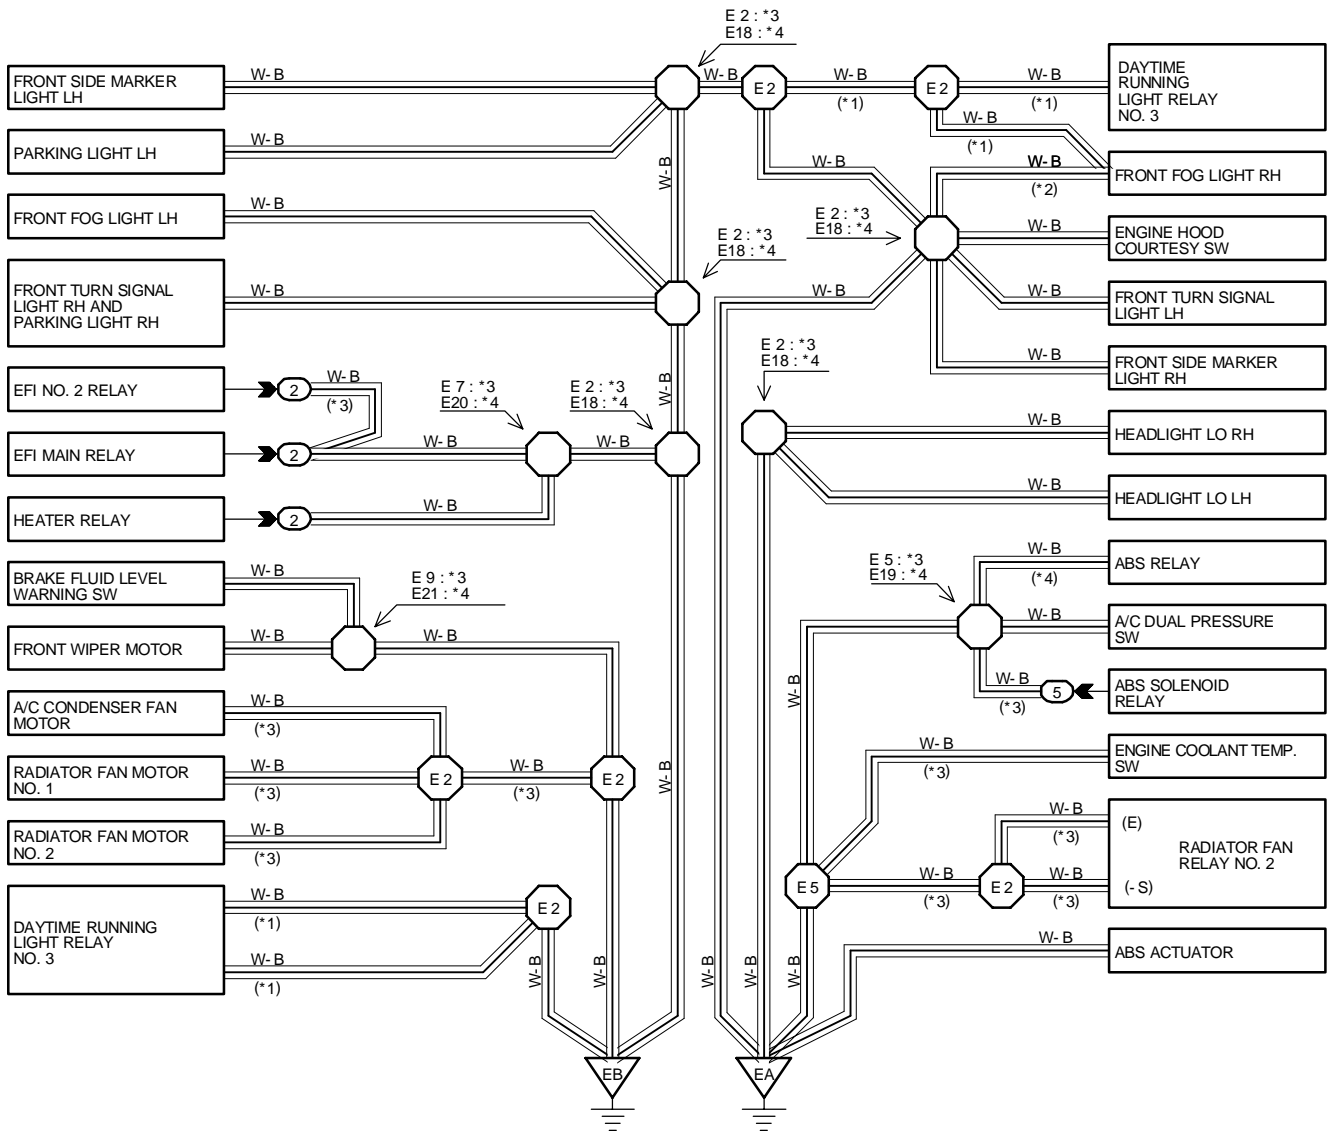 E 2 : *3
E18 : *4
FRONT SIDE MARKER
LIGHT LH
W- B
W- B
E 2
W- B
(*1)
E 2
W- B
(*1)
DAYTIME
RUNNING
LIGHT RELAY
NO. 3
PARKING LIGHT LH
W- B
W- B
W- B
W- B
(*1)
W- B
(*2)
FRONT FOG LIGHT RH
FRONT FOG LIGHT LH
W- B
E 2 : *3
E18 : *4
E 2 : *3
E18 : *4
W- B
ENGINE HOOD
COURTESY SW
FRONT TURN SIGNAL
LIGHT RH AND
PARKING LIGHT RH
W- B
W- B
W- B
FRONT TURN SIGNAL
LIGHT LH
E 2 : *3
E18 : *4
W- B
FRONT SIDE MARKER
LIGHT RH
EFI NO. 2 RELAY
2
W- B
(*3)
E 7 : *3
E20 : *4
E 2 : *3
E18 : *4
W- B
EFI MAIN RELAY
2
W- B
W- B
W- B
HEADLIGHT LO RH
HEATER RELAY
2
W- B
W- B
HEADLIGHT LO LH
BRAKE FLUID LEVEL
WARNING SW
W- B
E 9 : *3
E21 : *4
E 5 : *3
E19 : *4
W- B
(*4)
ABS RELAY
FRONT WIPER MOTOR
W- B
W- B
W- B
A/C DUAL PRESSURE
SW
A/C CONDENSER FAN
MOTOR
W- B
(*3)
W- B
W- B
(*3)
5
ABS SOLENOID
RELAY
RADIATOR FAN MOTOR
NO. 1
W- B
(*3)
E 2
W- B
(*3)
E 2
W- B
W- B
(*3)
ENGINE COOLANT TEMP.
SW
RADIATOR FAN MOTOR
NO. 2
W- B
(*3)
W- B
(*3)
(E)
RADIATOR FAN
RELAY NO. 2
E 5
W- B
(*3)
E 2
W- B
(*3)
(- S)
DAYTIME RUNNING
LIGHT RELAY
NO. 3
W- B
(*1)
E 2
W- B
(*1)
W- B
W- B
W- B
W- B
W- B
W- B
ABS ACTUATOR
EB
EA